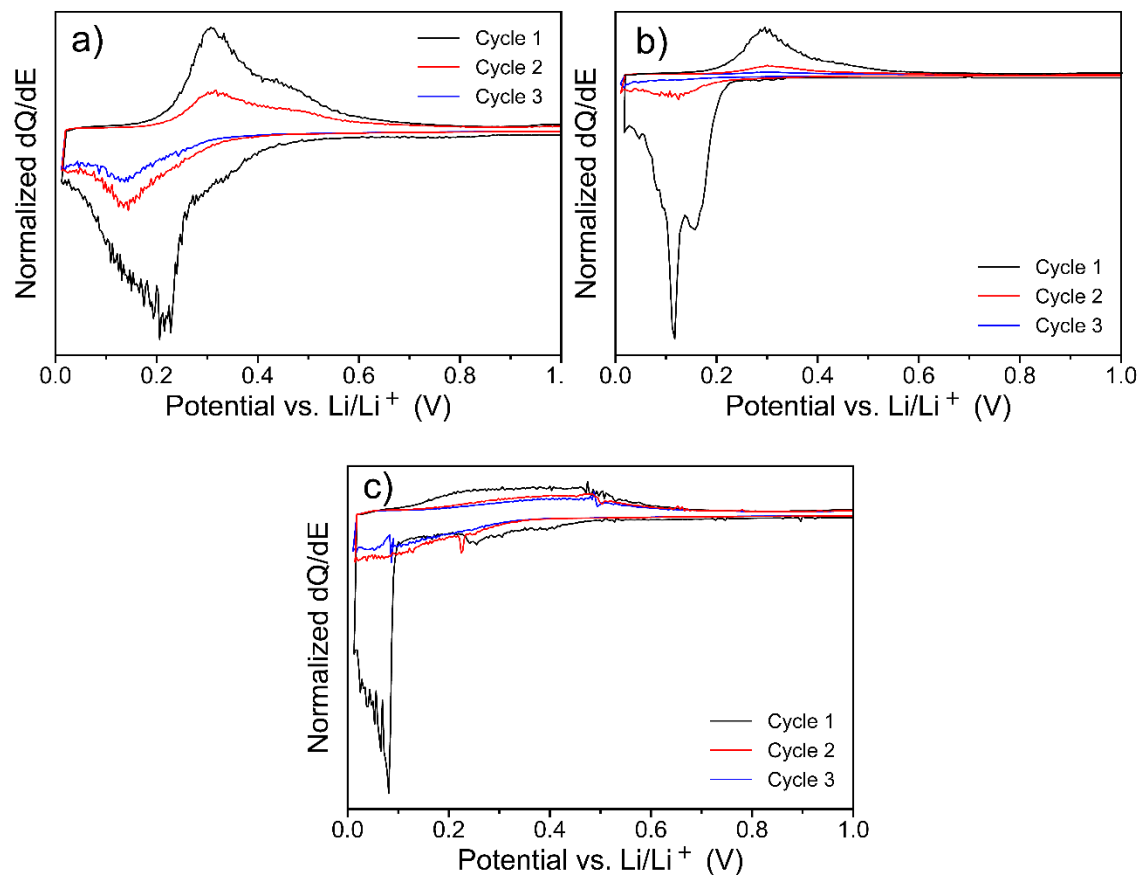 a)
Cycle 1
Cycle 2
Cycle 3
Normalized dQ/dE
0.0 0.2 0.4 0.6 0.8 1.
Potential vs. Li/Li⁺ (V)
b)
Cycle 1
Cycle 2
Cycle 3
Normalized dQ/dE
0.0 0.2 0.4 0.6 0.8 1.0
Potential vs. Li/Li⁺ (V)
c)
Cycle 1
Cycle 2
Cycle 3
Normalized dQ/dE
0.0 0.2 0.4 0.6 0.8 1.0
Potential vs. Li/Li⁺ (V)